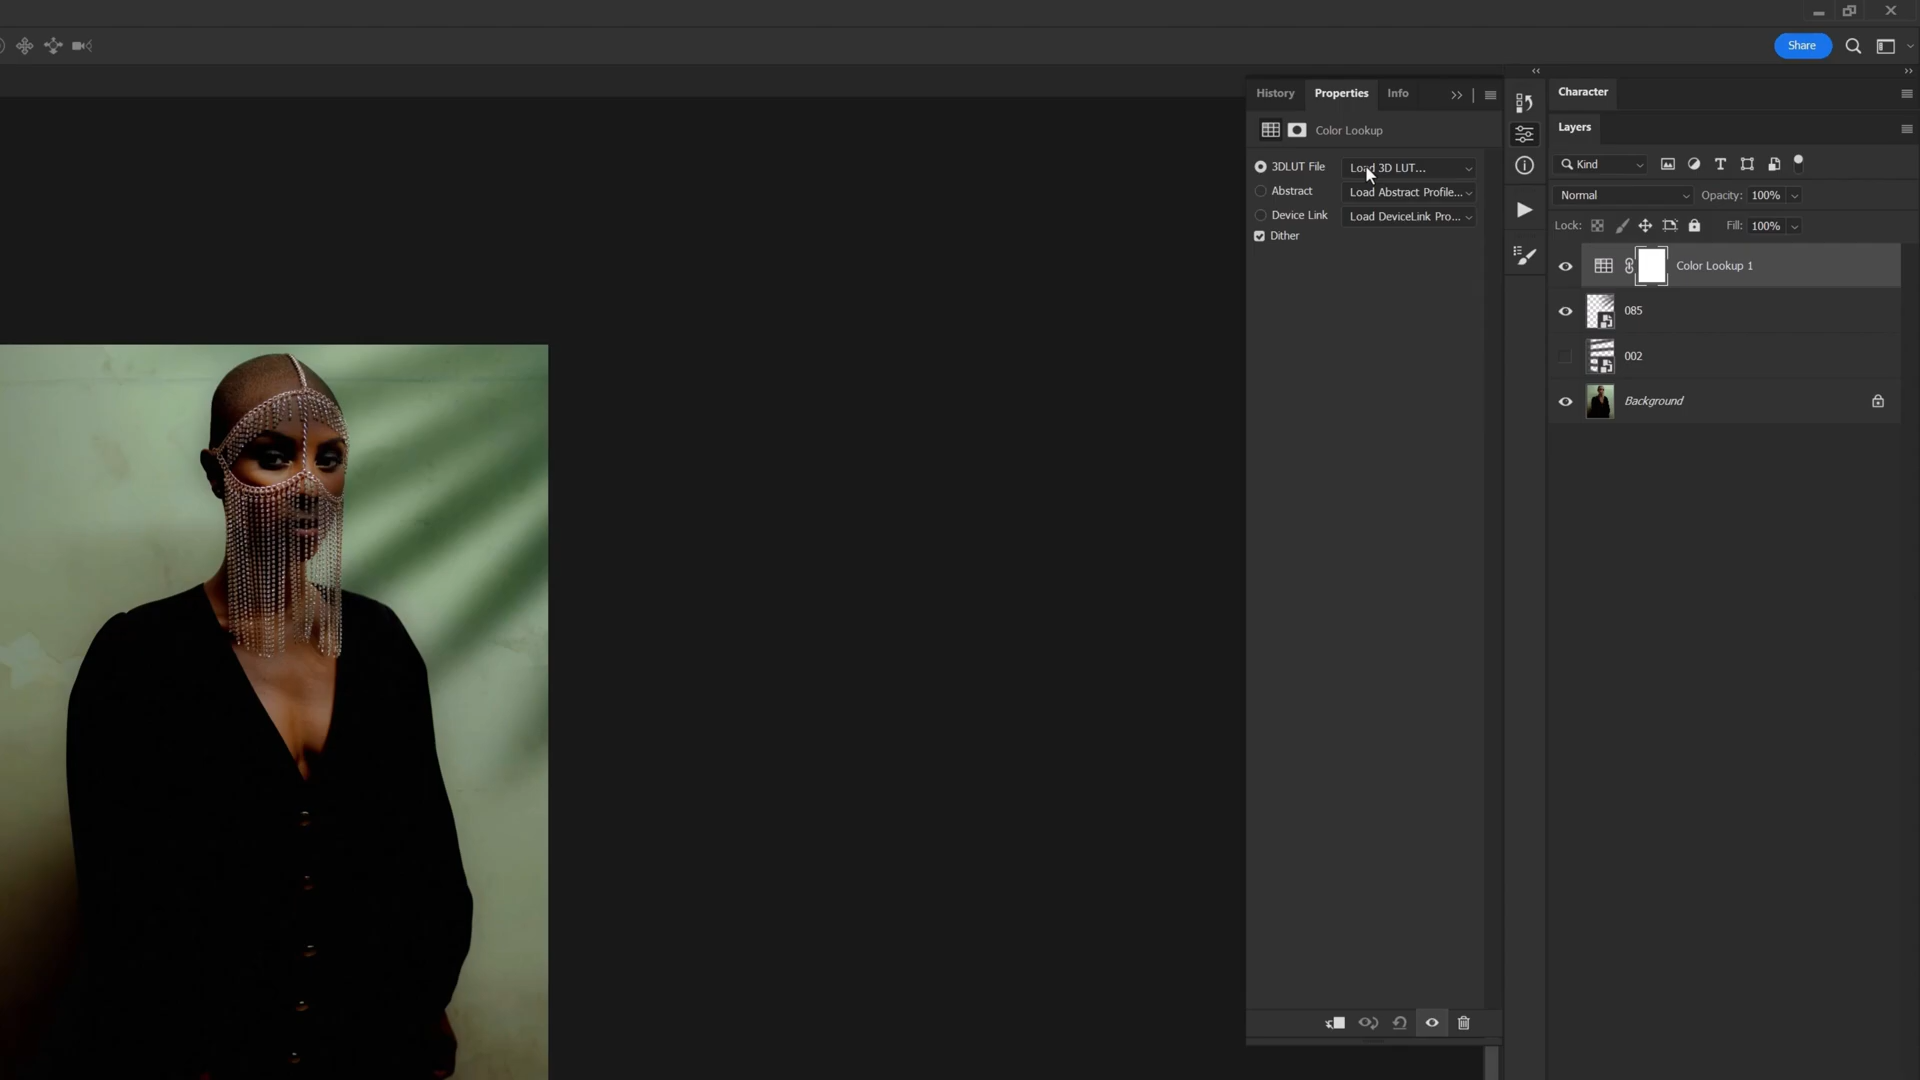 Share
History Properties Info
Color Lookup
3DLUT File Load 3D LUT...
Abstract Load Abstract Profile...
Device Link Load DeviceLink Pro...
Dither
Character
Layers
Kind
Normal Opacity: 100%
Lock: Fill: 100%
Color Lookup 1
085
002
Background